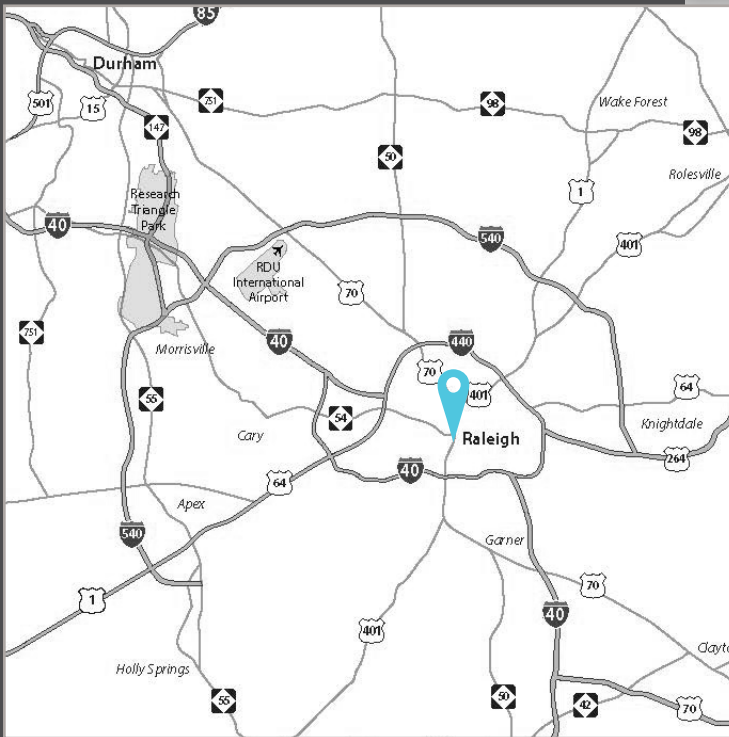 85
Durham
501
15
751
98
Wake Forest
147
50
98
Rolesville
1
Research
Triangle
Park
40
540
401
RDU
International
Airport
70
751
Morrisville
40
440
70
401
64
55
54
Knightdale
Cary
Raleigh
264
40
64
Apex
540
Garner
70
1
40
401
Clayto
Holly Springs
55
50
42
70